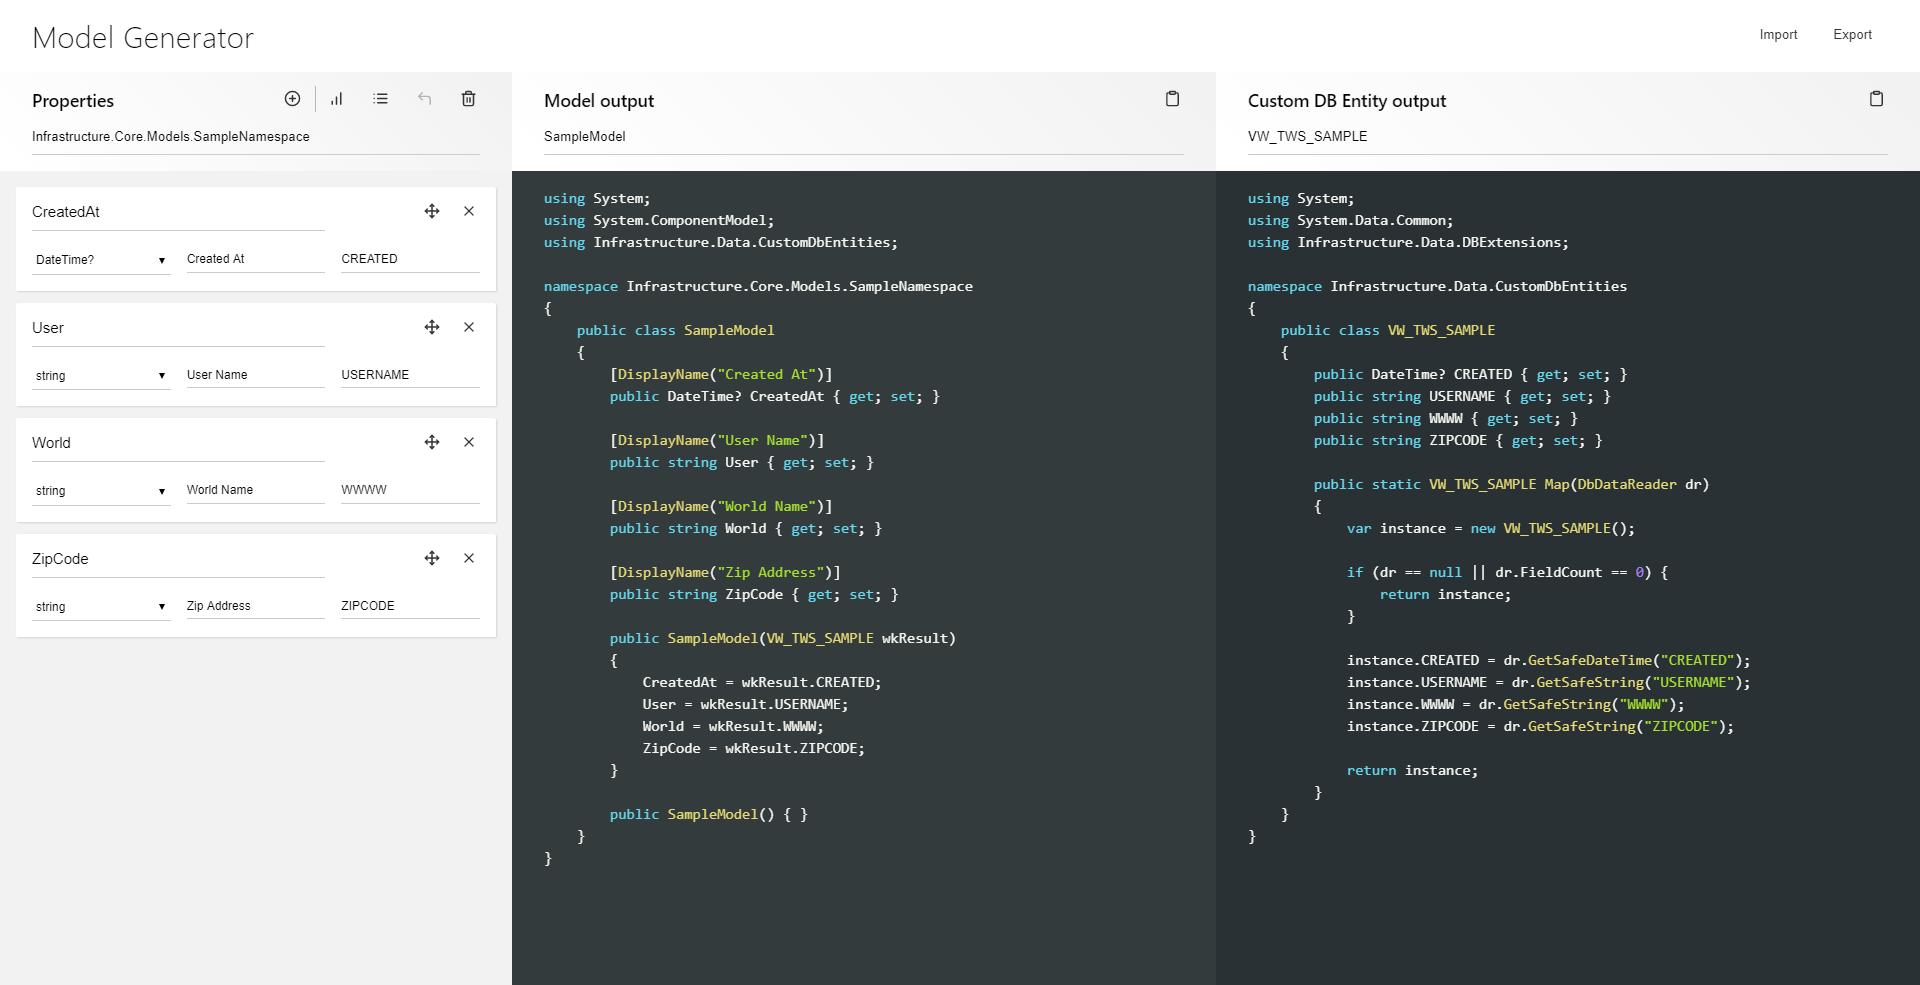 Model Generator
Import
Export
Properties
Infrastructure.Core.Models.SampleNamespace
CreatedAt
DateTime?
Created At
CREATED
User
string
User Name
USERNAME
World
string
World Name
WWWW
ZipCode
string
Zip Address
ZIPCODE
Model output
SampleModel
using System;
using System.ComponentModel;
using Infrastructure.Data.CustomDbEntities;
namespace Infrastructure.Core.Models.SampleNamespace
{
    public class SampleModel
    {
        [DisplayName("Created At")]
        public DateTime? CreatedAt { get; set; }
        [DisplayName("User Name")]
        public string User { get; set; }
        [DisplayName("World Name")]
        public string World { get; set; }
        [DisplayName("Zip Address")]
        public string ZipCode { get; set; }
        public SampleModel(VW_TWS_SAMPLE wkResult)
        {
            CreatedAt = wkResult.CREATED;
            User = wkResult.USERNAME;
            World = wkResult.WWWW;
            ZipCode = wkResult.ZIPCODE;
        }
        public SampleModel() { }
    }
}
Custom DB Entity output
VW_TWS_SAMPLE
using System;
using System.Data.Common;
using Infrastructure.Data.DBExtensions;
namespace Infrastructure.Data.CustomDbEntities
{
    public class VW_TWS_SAMPLE
    {
        public DateTime? CREATED { get; set; }
        public string USERNAME { get; set; }
        public string WWWW { get; set; }
        public string ZIPCODE { get; set; }
        public static VW_TWS_SAMPLE Map(DbDataReader dr)
        {
            var instance = new VW_TWS_SAMPLE();
            if (dr == null || dr.FieldCount == 0) {
                return instance;
            }
            instance.CREATED = dr.GetSafeDateTime("CREATED");
            instance.USERNAME = dr.GetSafeString("USERNAME");
            instance.WWWW = dr.GetSafeString("WWWW");
            instance.ZIPCODE = dr.GetSafeString("ZIPCODE");
            return instance;
        }
    }
}